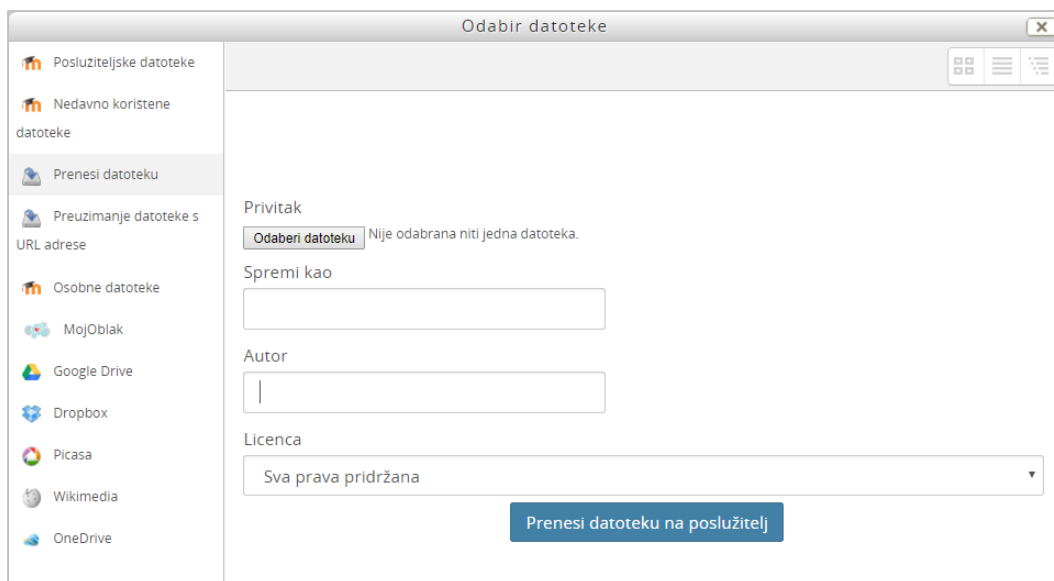 Odabir datoteke
Poslužiteljske datoteke
Nedavno korištene
datoteke
Prenesi datoteku
Preuzimanje datoteke s
URL adrese
Osobne datoteke
MojOblak
Google Drive
Dropbox
Picasa
Wikimedia
OneDrive
Privitak
Odaberi datoteku Nije odabrana niti jedna datoteka.
Spremi kao
Autor
Licenca
Sva prava pridržana
Prenesi datoteku na poslužitelj